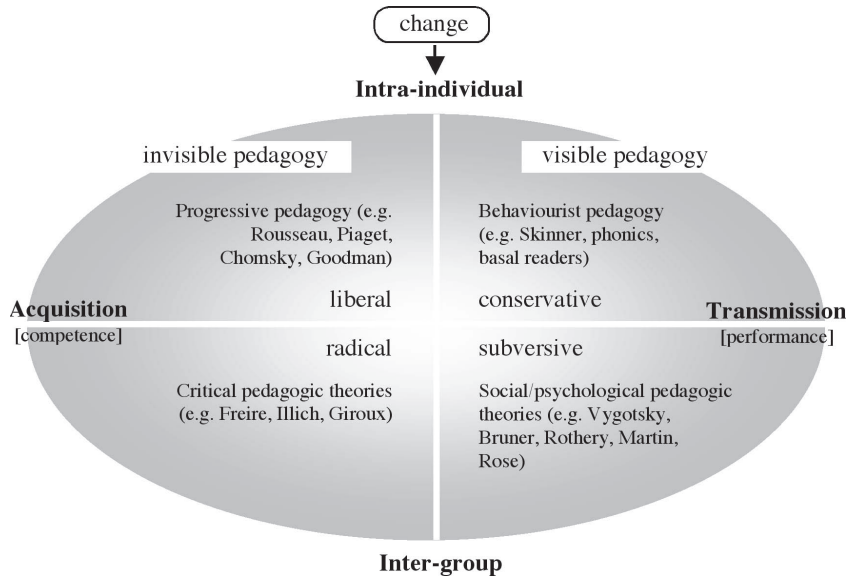 change
Intra-individual
invisible pedagogy
visible pedagogy
Progressive pedagogy (e.g.
Rousseau, Piaget,
Chomsky, Goodman)
Behaviourist pedagogy
(e.g. Skinner, phonics,
basal readers)
liberal
conservative
Acquisition
[competence]
Transmission
[performance]
radical
subversive
Critical pedagogic theories
(e.g. Freire, Illich, Giroux)
Social/psychological pedagogic
theories (e.g. Vygotsky,
Bruner, Rothery, Martin,
Rose)
Inter-group